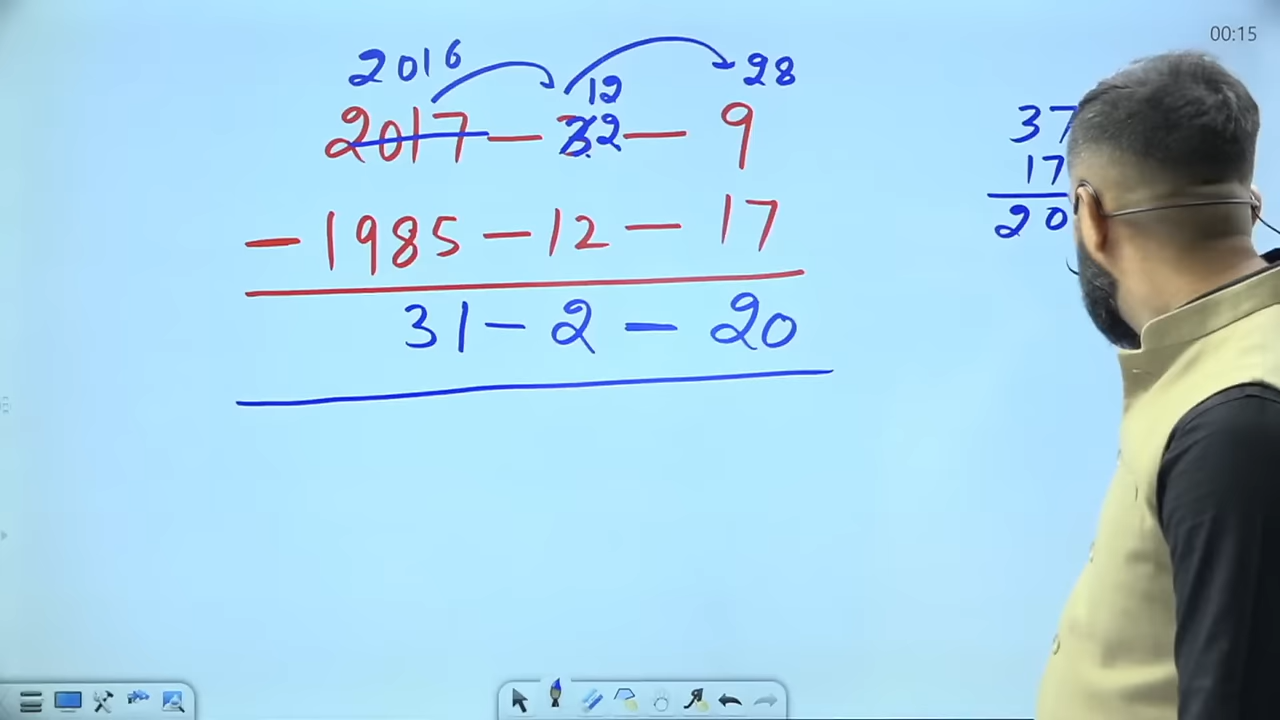 00:15
2016 28
12
2017 - 32 - 9
- 1985 - 12 - 17
31 - 2 - 20
37
17
20